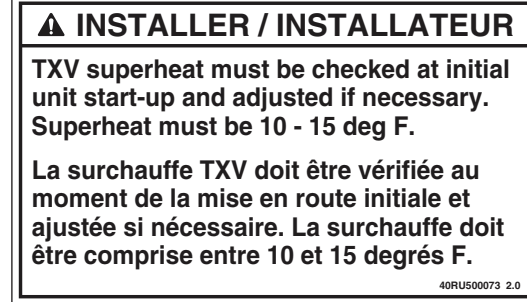 ⚠ INSTALLER / INSTALLATEUR
TXV superheat must be checked at initial
unit start-up and adjusted if necessary.
Superheat must be 10 - 15 deg F.
La surchauffe TXV doit être vérifiée au
moment de la mise en route initiale et
ajustée si nécessaire. La surchauffe doit
être comprise entre 10 et 15 degrés F.
40RU500073 2.0